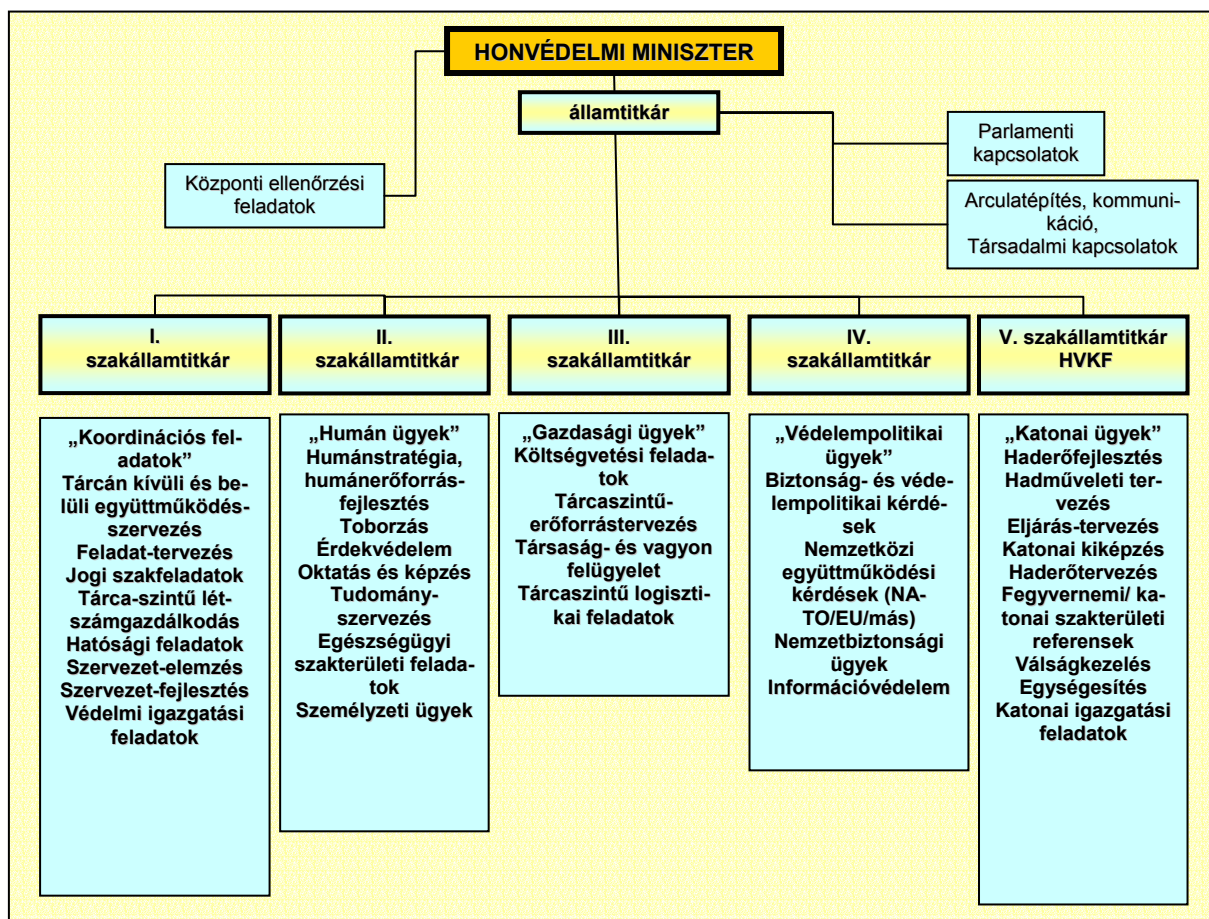 HONVÉDELMI MINISZTER
államtitkár
Parlamenti
kapcsolatok
Központi ellenőrzési
feladatok
Arculatépítés, kommuni-
káció,
Társadalmi kapcsolatok
I.
szakállamtitkár
II.
szakállamtitkár
III.
szakállamtitkár
IV.
szakállamtitkár
V. szakállamtitkár
HVKF
„Koordinációs fel-
adatok”
Tárcán kívüli és be-
lüli együttműködés-
szervezés
Feladat-tervezés
Jogi szakfeladatok
Tárca-szintű lét-
számgazdálkodás
Hatósági feladatok
Szervezet-elemzés
Szervezet-fejlesztés
Védelmi igazgatási
feladatok
„Humán ügyek”
Humánstratégia,
humánerőforrás-
fejlesztés
Toborzás
Érdekvédelem
Oktatás és képzés
Tudomány-
szervezés
Egészségügyi
szakterületi felada-
tok
Személyzeti ügyek
„Gazdasági ügyek”
Költségvetési felada-
tok
Tárcaszintű-
erőforrástervezés
Társaság- és vagyon
felügyelet
Tárcaszintű logiszti-
kai feladatok
„Védelempolitikai
ügyek”
Biztonság- és véde-
lempolitikai kérdé-
sek
Nemzetközi
együttműködési
kérdések (NA-
TO/EU/más)
Nemzetbiztonsági
ügyek
Információvédelem
„Katonai ügyek”
Haderőfejlesztés
Hadműveleti ter-
vezés
Eljárás-tervezés
Katonai kiképzés
Haderőtervezés
Fegyvernemi/ ka-
tonai szakterületi
referensek
Válságkezelés
Egységesítés
Katonai igazgatási
feladatok